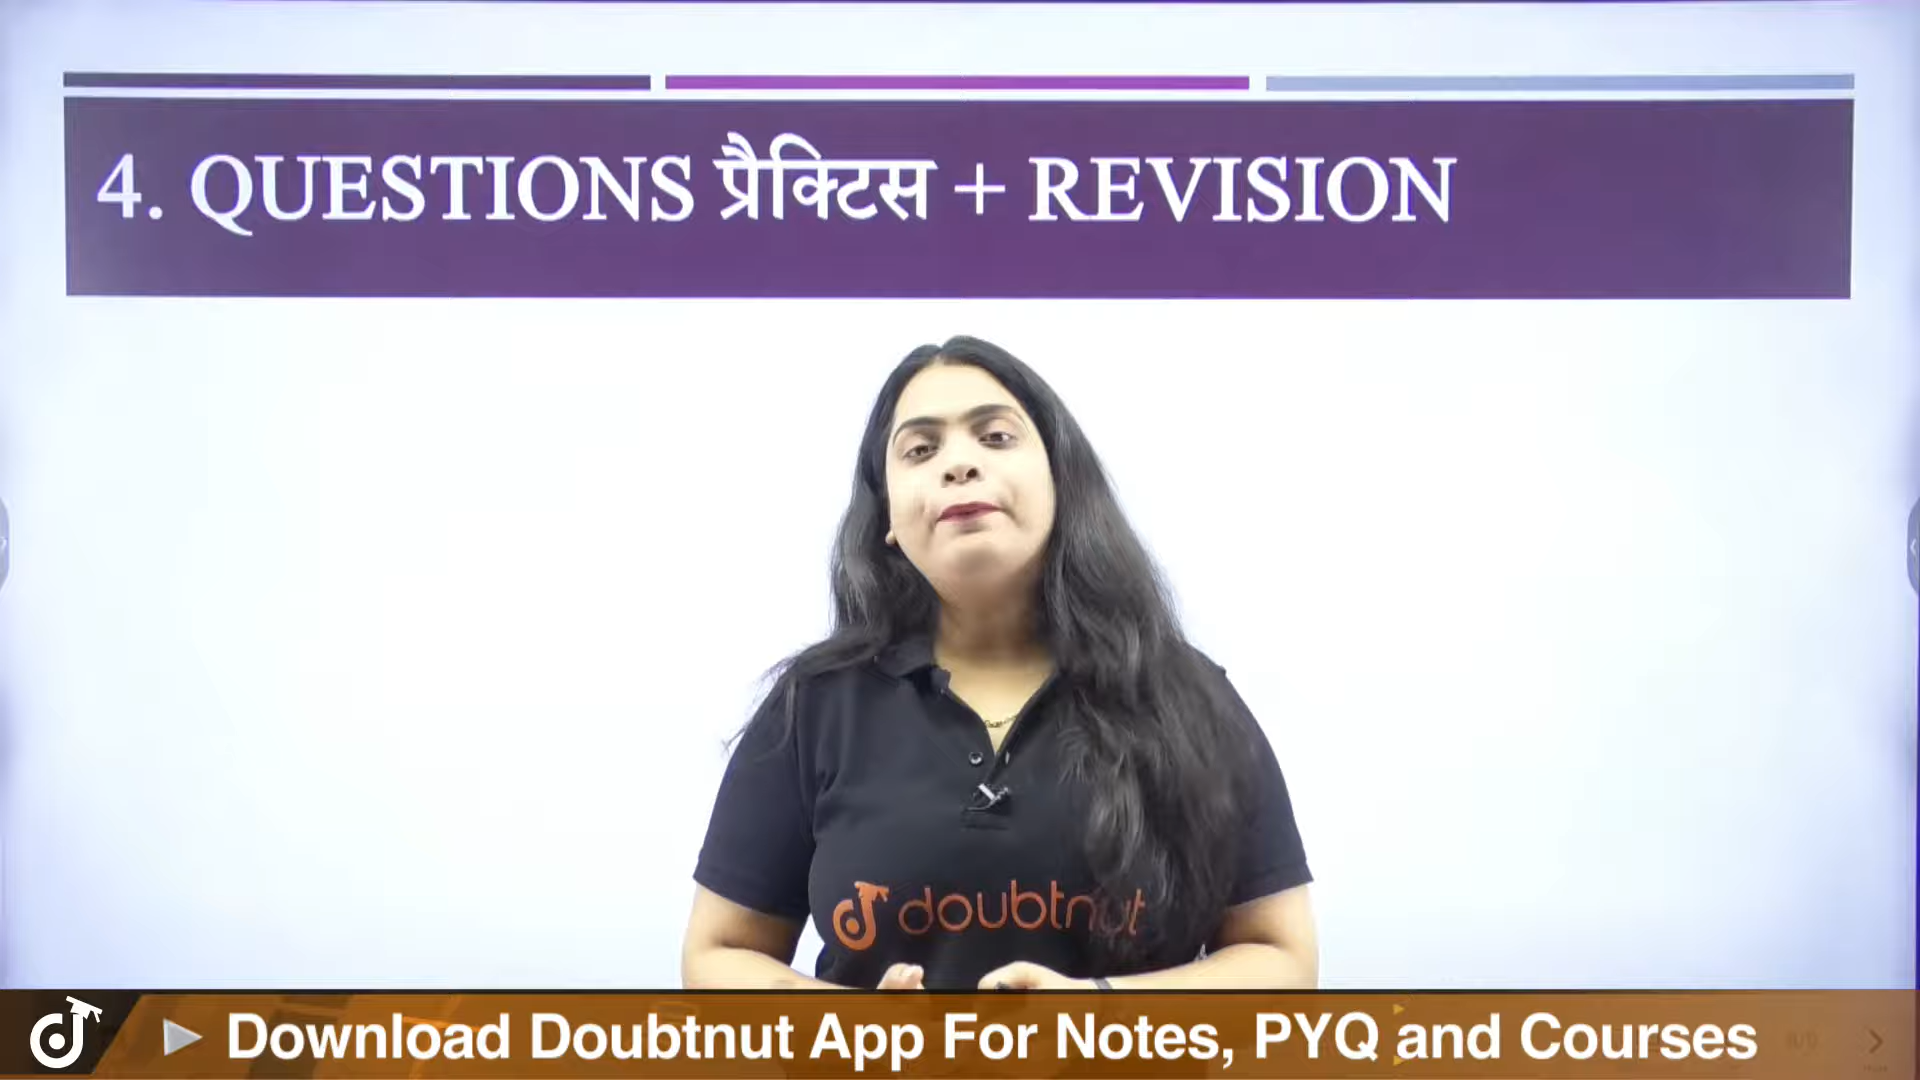 4. QUESTIONS प्रैक्टिस + REVISION
doubtnut
Download Doubtnut App For Notes, PYQ and Courses